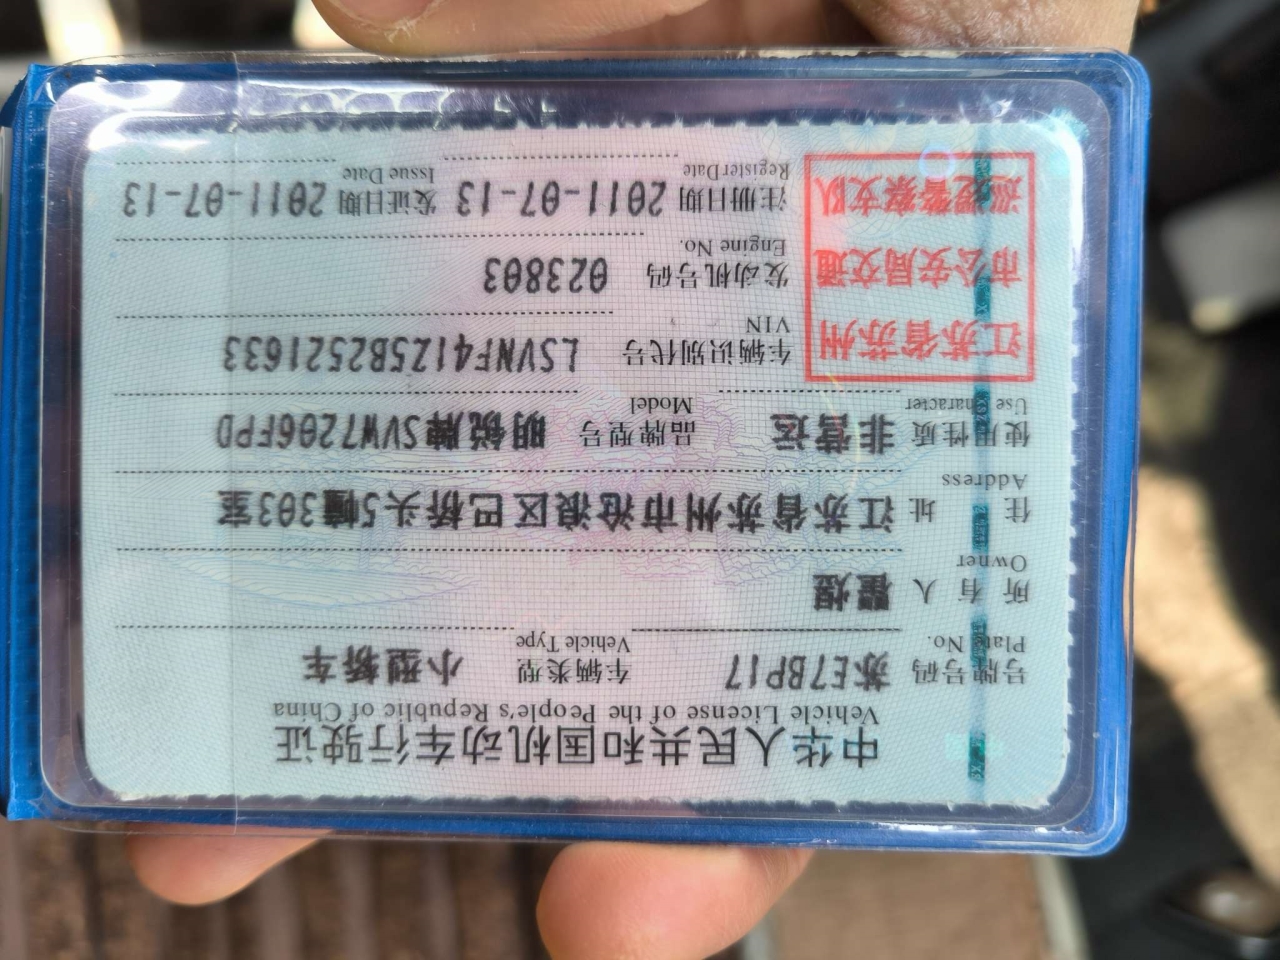 中华人民共和国机动车行驶证
Vehicle License of the People's Republic of China
号牌号码 苏E7BP17 车辆类型 小型轿车
Plate No. Vehicle Type
所有人 瞿煜
Owner
住址 江苏省苏州市沧浪区巴桥头5幢303室
Address
使用性质 非营运 品牌型号 明锐牌SVW7206FPD
Use Character Model
江苏省苏州
市公安局交通
巡逻警察支队
车辆识别代号 LSVNF41Z5B2521633
VIN
发动机号码 023803
Engine No.
注册日期 2011-07-13 发证日期 2011-07-13
Register Date Issue Date